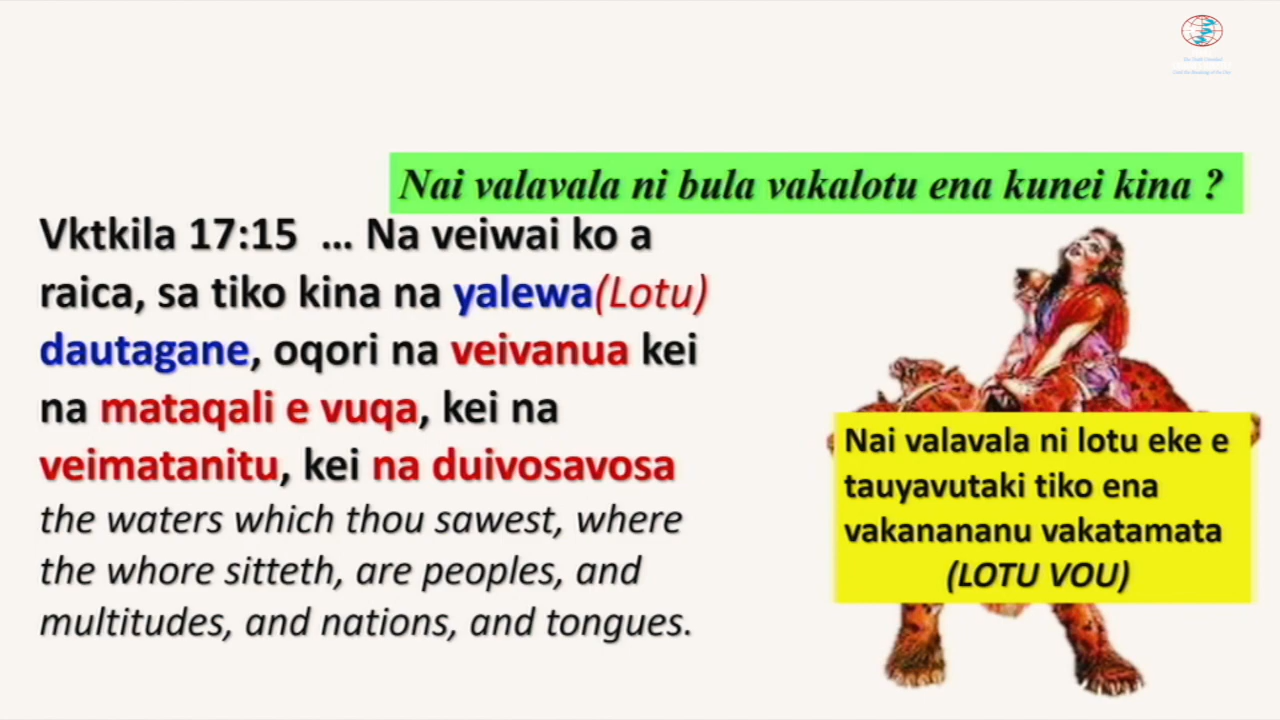 Nai valavala ni bula vakalotu ena kunei kina ?
Vktkila 17:15 ... Na veiwai ko a
raica, sa tiko kina na yalewa(Lotu)
dautagane, oqori na veivanua kei
na mataqali e vuqa, kei na
veimatanitu, kei na duivosavosa
the waters which thou sawest, where
the whore sitteth, are peoples, and
multitudes, and nations, and tongues.
Nai valavala ni lotu eke e
tauyavutaki tiko ena
vakanananu vakatamata
(LOTU VOU)